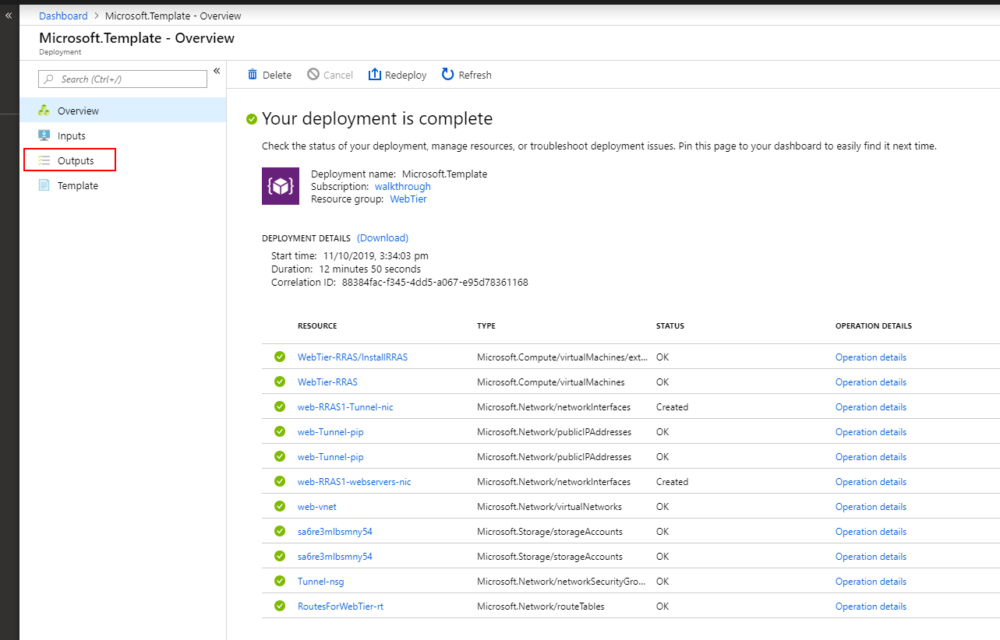 Dashboard > Microsoft.Template - Overview
Microsoft.Template - Overview
Deployment
Search (Ctrl+/)
Overview
Inputs
Outputs
Template
Delete
Cancel
Redeploy
Refresh
Your deployment is complete
Check the status of your deployment, manage resources, or troubleshoot deployment issues. Pin this page to your dashboard to easily find it next time.
Deployment name: Microsoft.Template
Subscription: walkthrough
Resource group: WebTier
DEPLOYMENT DETAILS (Download)
Start time: 11/10/2019, 3:34:03 pm
Duration: 12 minutes 50 seconds
Correlation ID: 88384fac-f345-4dd5-a067-e95d78361168
RESOURCE TYPE STATUS OPERATION DETAILS
WebTier-RRAS/InstallRRAS Microsoft.Compute/virtualMachines/ext... OK Operation details
WebTier-RRAS Microsoft.Compute/virtualMachines OK Operation details
web-RRAS1-Tunnel-nic Microsoft.Network/networkInterfaces Created Operation details
web-Tunnel-pip Microsoft.Network/publicIPAddresses OK Operation details
web-Tunnel-pip Microsoft.Network/publicIPAddresses OK Operation details
web-RRAS1-webservers-nic Microsoft.Network/networkInterfaces Created Operation details
web-vnet Microsoft.Network/virtualNetworks OK Operation details
sa6re3mlbsmny54 Microsoft.Storage/storageAccounts OK Operation details
sa6re3mlbsmny54 Microsoft.Storage/storageAccounts OK Operation details
Tunnel-nsg Microsoft.Network/networkSecurityGro... OK Operation details
RoutesForWebTier-rt Microsoft.Network/routeTables OK Operation details